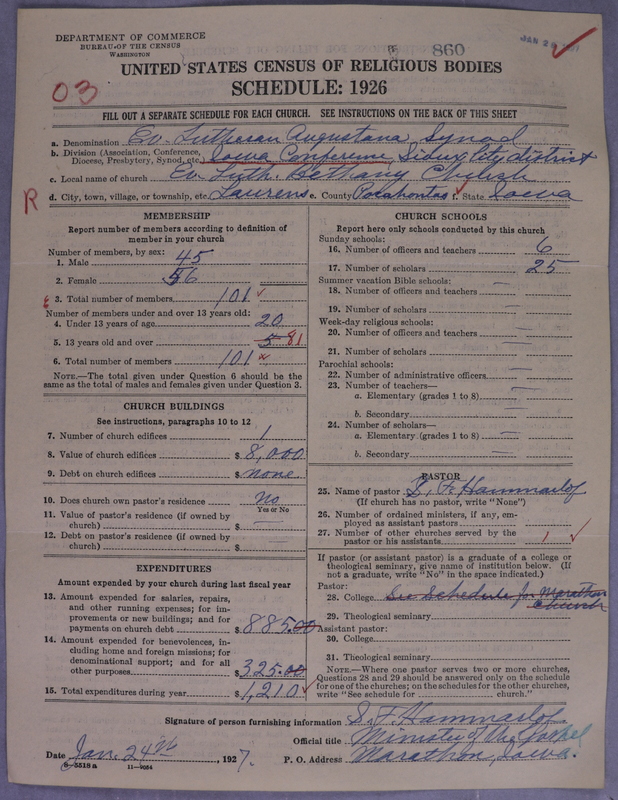 DEPARTMENT OF COMMERCE
BUREAU OF THE CENSUS
WASHINGTON
860
JAN 29
UNITED STATES CENSUS OF RELIGIOUS BODIES
SCHEDULE: 1926
03
FILL OUT A SEPARATE SCHEDULE FOR EACH CHURCH. SEE INSTRUCTIONS ON THE BACK OF THIS SHEET
a. Denomination Ev. Lutheran Augustana Synod
b. Division (Association, Conference, Diocese, Presbytery, Synod, etc. Iowa Conference, Sioux City district
c. Local name of church Ev. Luth. Bethany Church
R
d. City, town, village, or township, etc. Laurens e. County Pocahontas f. State Iowa
MEMBERSHIP
Report number of members according to definition of
member in your church
Number of members, by sex:
1. Male 45
2. Female 56
3. Total number of members 101
Number of members under and over 13 years old:
4. Under 13 years of age 20
5. 13 years old and over 5 81
6. Total number of members 101
NOTE.—The total given under Question 6 should be the
same as the total of males and females given under Question 3.
CHURCH BUILDINGS
See instructions, paragraphs 10 to 12
7. Number of church edifices 1
8. Value of church edifices $ 8,000
9. Debt on church edifices $ none
10. Does church own pastor's residence No
Yes or No
11. Value of pastor's residence (if owned by
church) $ —
12. Debt on pastor's residence (if owned by
church) $ —
EXPENDITURES
Amount expended by your church during last fiscal year
13. Amount expended for salaries, repairs,
and other running expenses; for im-
provements or new buildings; and for
payments on church debt $ 885.00
14. Amount expended for benevolences, in-
cluding home and foreign missions; for
denominational support; and for all
other purposes $ 325.00
15. Total expenditures during year $ 1,210
CHURCH SCHOOLS
Report here only schools conducted by this church
Sunday schools:
16. Number of officers and teachers 6
17. Number of scholars 25
Summer vacation Bible schools:
18. Number of officers and teachers —
19. Number of scholars —
Week-day religious schools:
20. Number of officers and teachers —
21. Number of scholars —
Parochial schools:
22. Number of administrative officers —
23. Number of teachers—
a. Elementary (grades 1 to 8) —
b. Secondary —
24. Number of scholars—
a. Elementary (grades 1 to 8) —
b. Secondary —
PASTOR
25. Name of pastor S. F. Hammarlof
(If church has no pastor, write "None")
26. Number of ordained ministers, if any, em-
ployed as assistant pastors —
27. Number of other churches served by the
pastor or his assistants 1
If pastor (or assistant pastor) is a graduate of a college or
theological seminary, give name of institution below. (If
not a graduate, write "No" in the space indicated.)
Pastor:
28. College See Schedule for Marathon
Church
29. Theological seminary
Assistant pastor:
30. College
31. Theological seminary
NOTE.—Where one pastor serves two or more churches,
Questions 28 and 29 should be answered only on the schedule
for one of the churches; on the schedules for the other churches,
write "See schedule for church."
Signature of person furnishing information S. F. Hammarlof
Official title Minister of the Gospel
Date Jan. 24th, 1927. P. O. Address Marathon, Iowa.
8-5518 a 11—9084